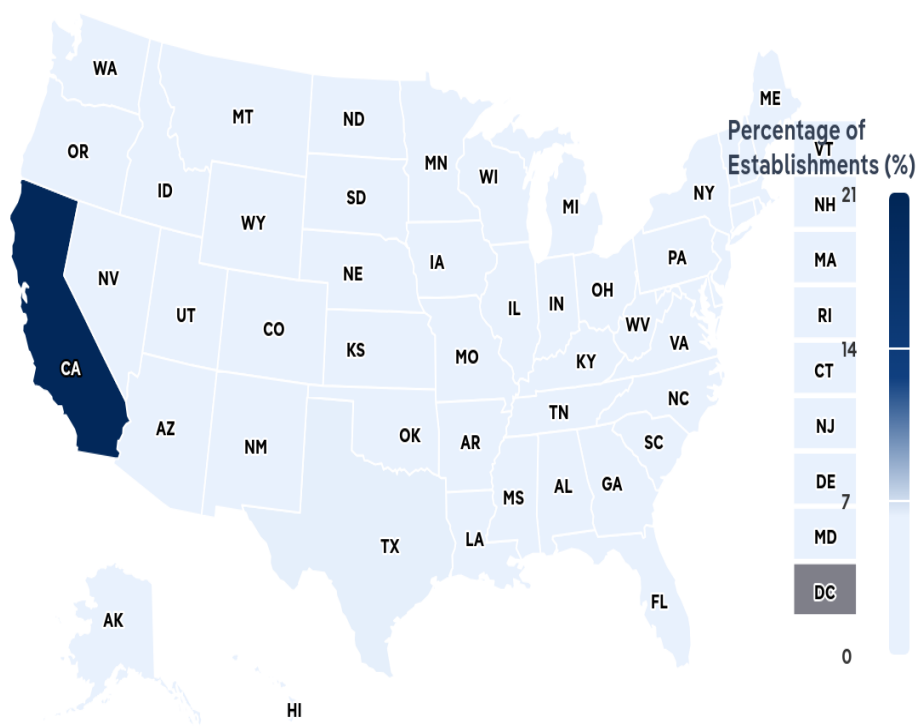 WA
MT
ND
MN
ME
Percentage of
Establishments (%)
VT
OR
ID
SD
WI
MI
NY
NH
21
WY
NV
NE
IA
PA
MA
UT
CO
IL
IN
OH
WV
RI
KS
MO
KY
VA
14
CA
CT
AZ
NM
OK
AR
TN
NC
SC
NJ
TX
LA
MS
AL
GA
DE
7
MD
AK
FL
DC
0
HI